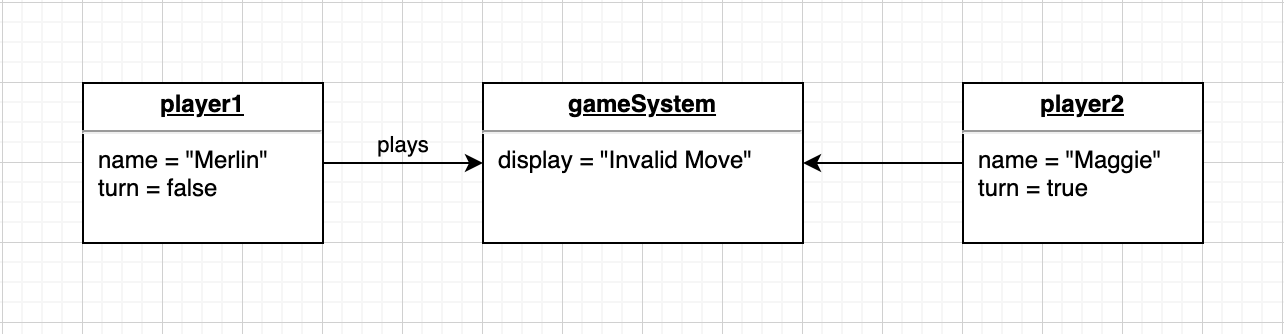 player1
name = "Merlin"
turn = false
plays
gameSystem
display = "Invalid Move"
player2
name = "Maggie"
turn = true